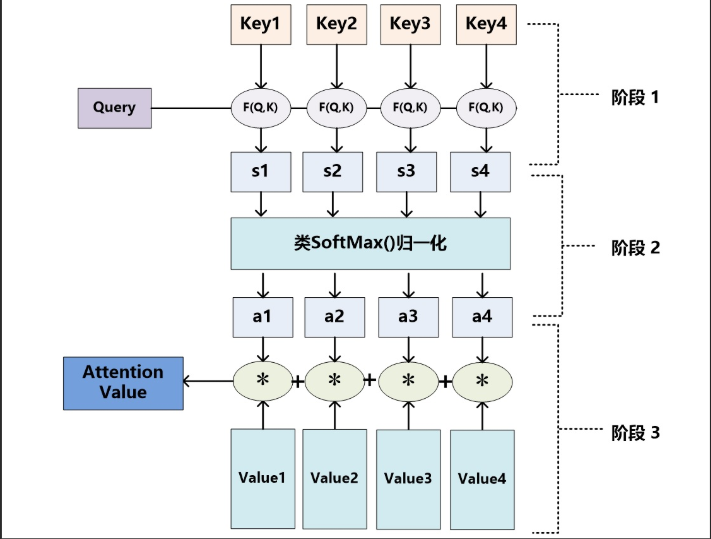 Key1 Key2 Key3 Key4
阶段 1
Query F(Q,K) F(Q,K) F(Q,K) F(Q,K)
s1 s2 s3 s4
类SoftMax()归一化
阶段 2
a1 a2 a3 a4
Attention
Value
* + * + * + *
阶段 3
Value1 Value2 Value3 Value4